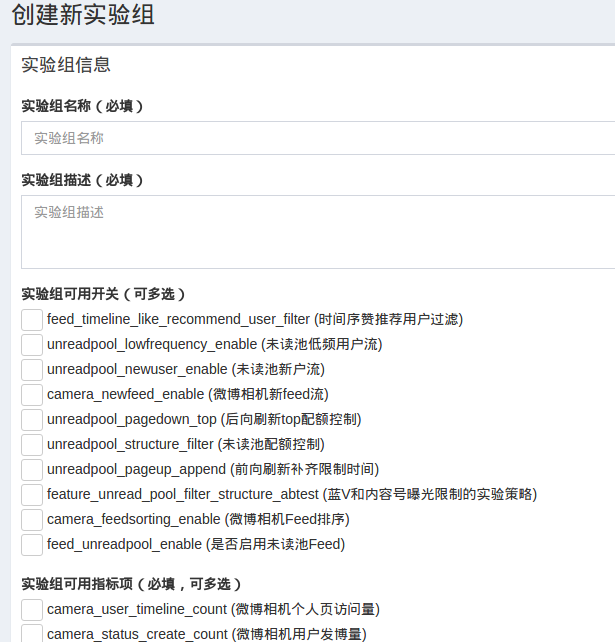 创建新实验组
实验组信息
实验组名称（必填）
实验组名称
实验组描述（必填）
实验组描述
实验组可用开关（可多选）
feed_timeline_like_recommend_user_filter (时间序赞推荐用户过滤)
unreadpool_lowfrequency_enable (未读池低频用户流)
unreadpool_newuser_enable (未读池新户流)
camera_newfeed_enable (微博相机新feed流)
unreadpool_pagedown_top (后向刷新top配额控制)
unreadpool_structure_filter (未读池配额控制)
unreadpool_pageup_append (前向刷新补齐限制时间)
feature_unread_pool_filter_structure_abtest (蓝V和内容号曝光限制的实验策略)
camera_feedsorting_enable (微博相机Feed排序)
feed_unreadpool_enable (是否启用未读池Feed)
实验组可用指标项（必填，可多选）
camera_user_timeline_count (微博相机个人页访问量)
camera_status_create_count (微博相机用户发博量)